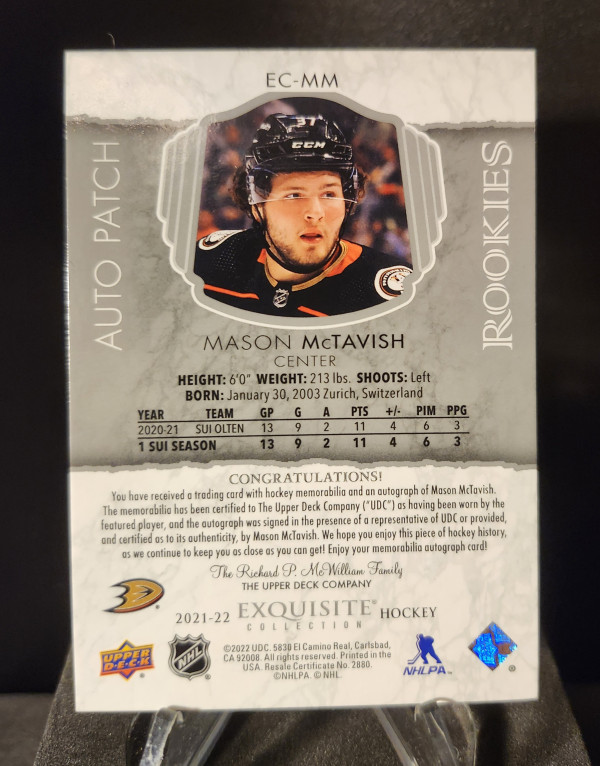 EC-MM
AUTO PATCH
ROOKIES
37
CCM
MASON McTAVISH
CENTER
HEIGHT: 6'0" WEIGHT: 213 lbs. SHOOTS: Left
BORN: January 30, 2003 Zurich, Switzerland
YEAR TEAM GP G A PTS +/- PIM PPG
2020-21 SUI OLTEN 13 9 2 11 4 6 3
1 SUI SEASON 13 9 2 11 4 6 3
CONGRATULATIONS!
You have received a trading card with hockey memorabilia and an autograph of Mason McTavish.
The memorabilia has been certified to The Upper Deck Company ("UDC") as having been worn by the
featured player, and the autograph was signed in the presence of a representative of UDC or provided,
and certified as to its authenticity, by Mason McTavish. We hope you enjoy this piece of hockey history,
as we continue to keep you as close as you can get! Enjoy your memorabilia autograph card!
The Richard P. McWilliam Family
THE UPPER DECK COMPANY
2021-22 EXQUISITE® HOCKEY
COLLECTION
©2022 UDC. 5830 El Camino Real, Carlsbad,
CA 92008. All rights reserved. Printed in the
USA. Resale Certificate No. 2880.
©NHLPA. © NHL.
UPPER
DECK
NHL
NHLPA™
®